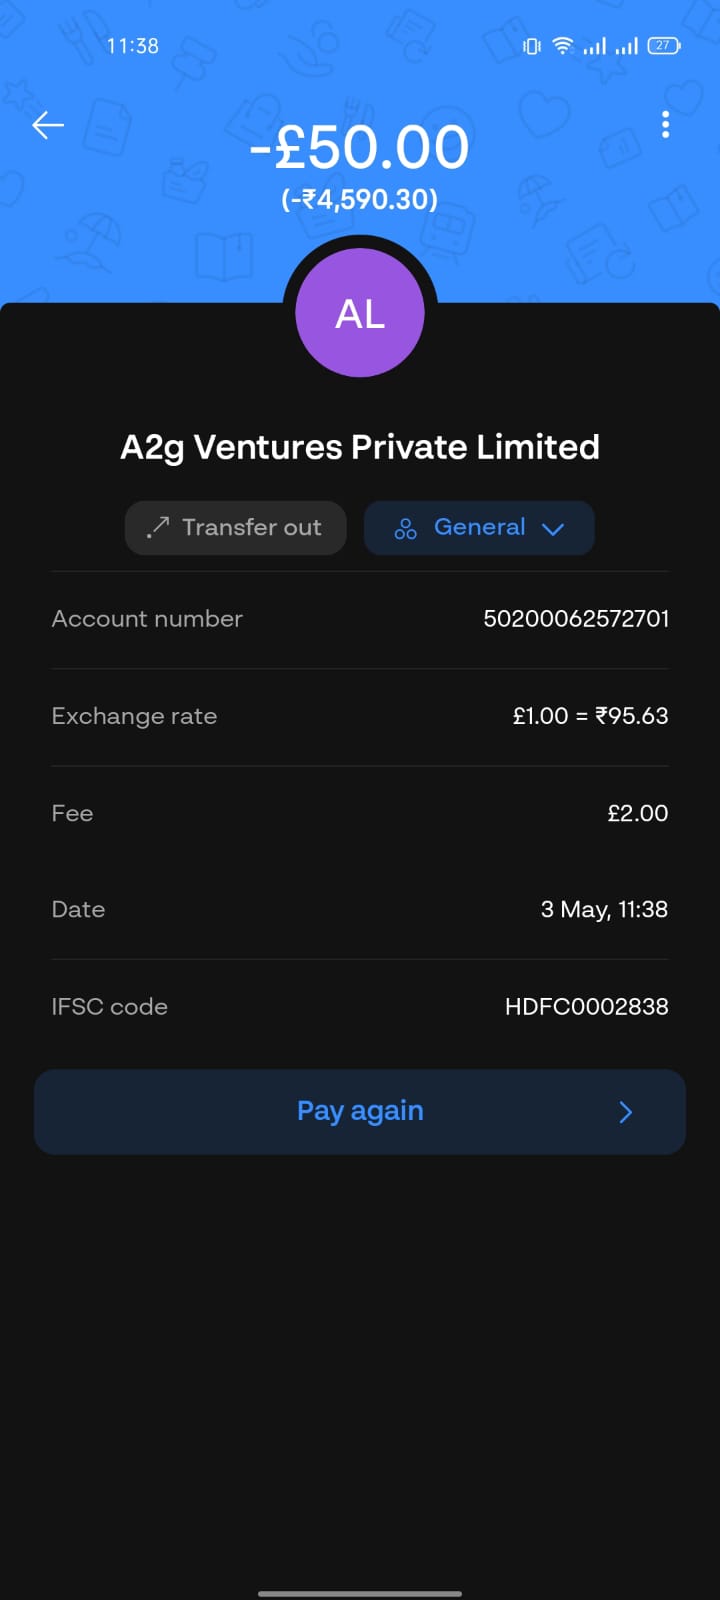 11:38
27
-£50.00
(-₹4,590.30)
AL
A2g Ventures Private Limited
Transfer out
General
Account number 50200062572701
Exchange rate £1.00 = ₹95.63
Fee £2.00
Date 3 May, 11:38
IFSC code HDFC0002838
Pay again